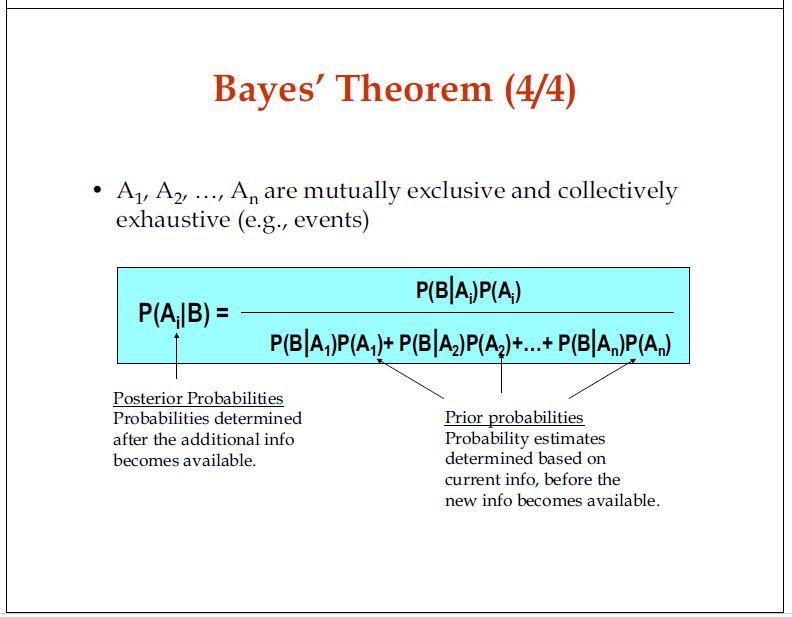 Bayes’ Theorem (4/4)
• A₁, A₂, …, Aₙ are mutually exclusive and collectively
exhaustive (e.g., events)
P(B|Aᵢ)P(Aᵢ)
P(Aᵢ|B) =
P(B|A₁)P(A₁)+ P(B|A₂)P(A₂)+…+ P(B|Aₙ)P(Aₙ)
Posterior Probabilities
Probabilities determined
after the additional info
becomes available.
Prior probabilities
Probability estimates
determined based on
current info, before the
new info becomes available.